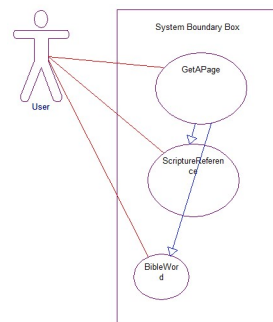 System Boundary Box
GetAPage
User
ScriptureReferen
ce
BibleWor
d